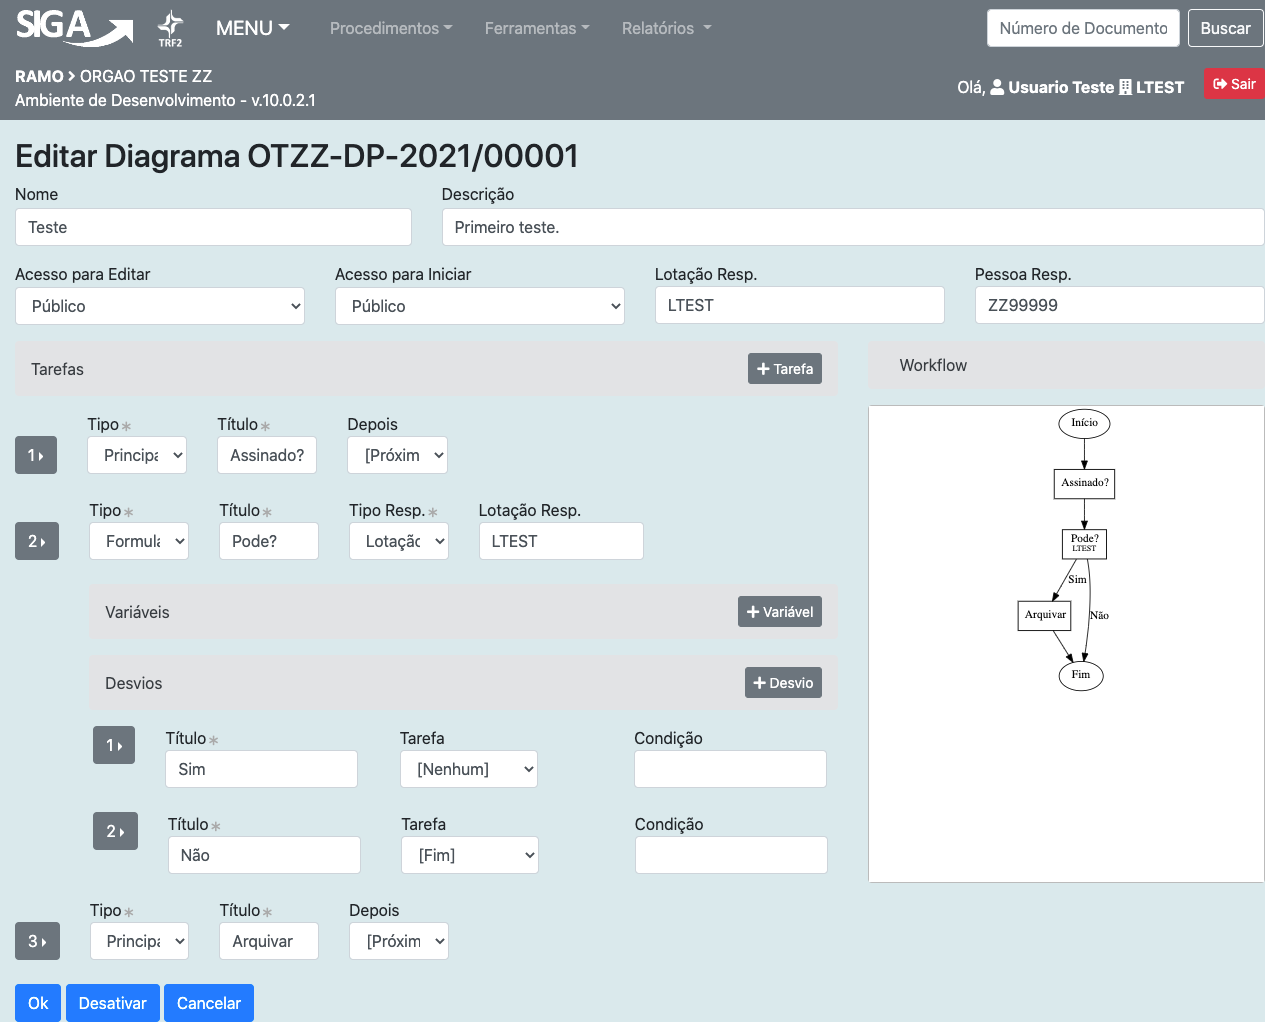 SIGA TRF2 MENU Procedimentos Ferramentas Relatórios Número de Documento Buscar
RAMO > ORGAO TESTE ZZ
Ambiente de Desenvolvimento - v.10.0.2.1
Olá, Usuario Teste LTEST Sair
Editar Diagrama OTZZ-DP-2021/00001
Nome Descrição
Teste Primeiro teste.
Acesso para Editar Acesso para Iniciar Lotação Resp. Pessoa Resp.
Público Público LTEST ZZ99999
Tarefas + Tarefa
Tipo* Título* Depois
1 Principa Assinado? [Próxim
Tipo* Título* Tipo Resp.* Lotação Resp.
2 Formula Pode? Lotação LTEST
Variáveis + Variável
Desvios + Desvio
Título* Tarefa Condição
1 Sim [Nenhum]
Título* Tarefa Condição
2 Não [Fim]
Tipo* Título* Depois
3 Principa Arquivar [Próxim
Ok Desativar Cancelar
Workflow
Início
Assinado?
Pode?
LTEST
Sim
Arquivar Não
Fim